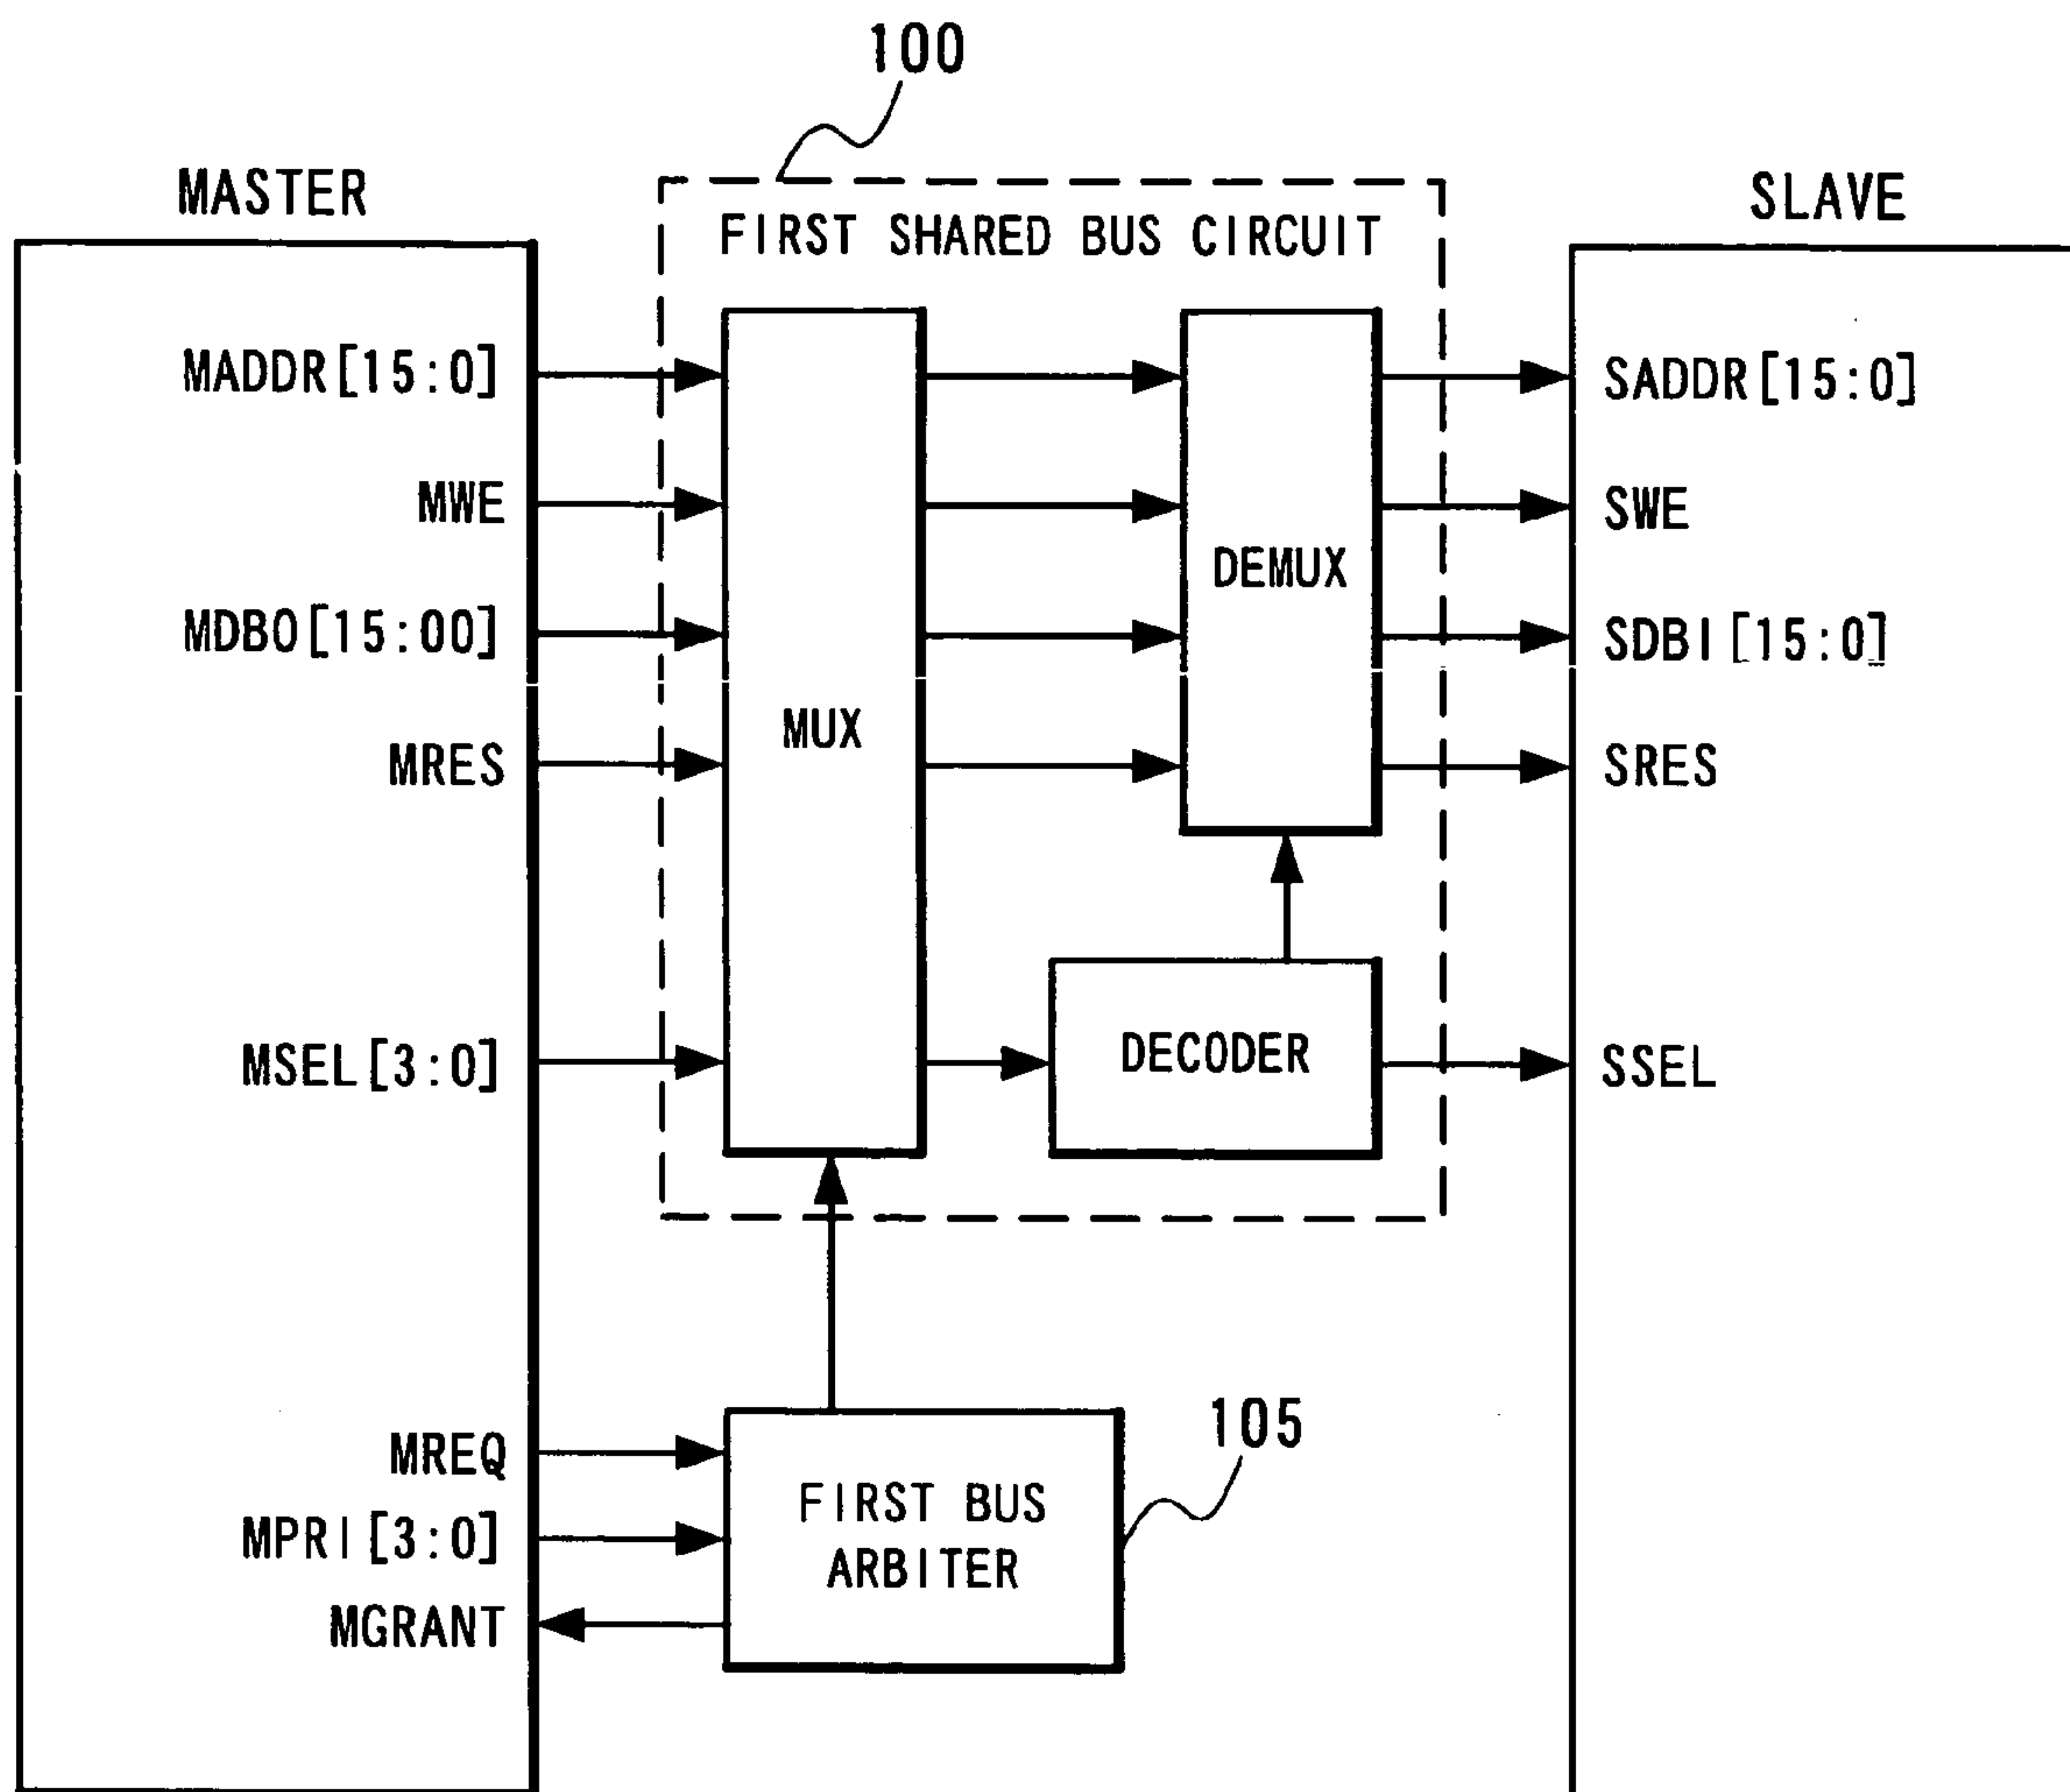 100
MASTER
SLAVE
FIRST SHARED BUS CIRCUIT
MADDR[15:0]
SADDR[15:0]
MWE
SWE
DEMUX
MDBO[15:00]
SDBI[15:0]
MUX
MRES
SRES
MSEL[3:0]
DECODER
SSEL
105
MREQ
FIRST BUS
ARBITER
MPRI[3:0]
MGRANT